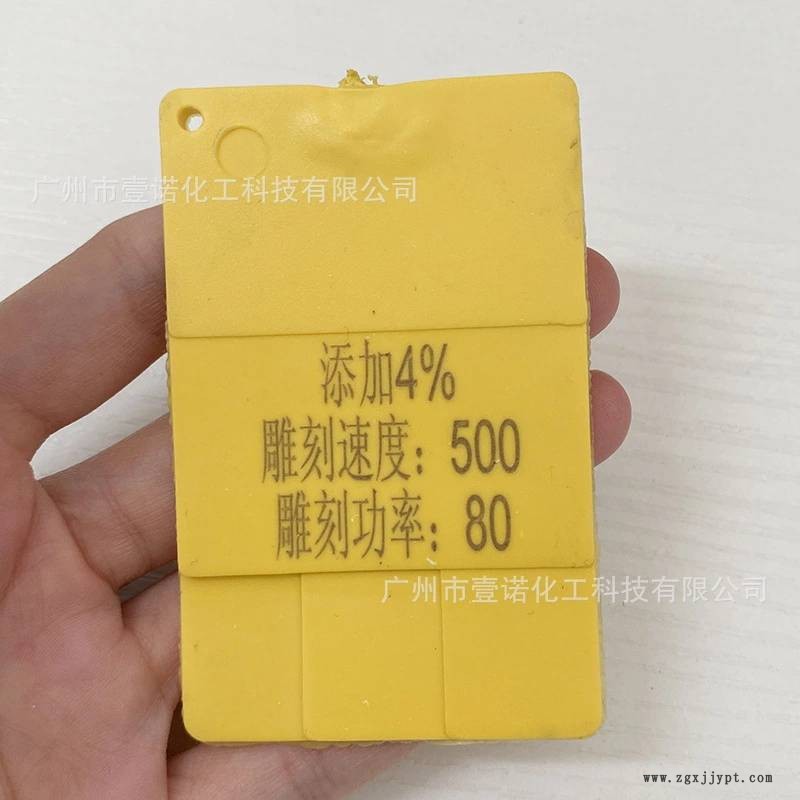 广州市壹诺化工科技有限公司
添加4%
雕刻速度：500
雕刻功率：80
广州市壹诺化工科技有限公司
www.zgxjjypt.com